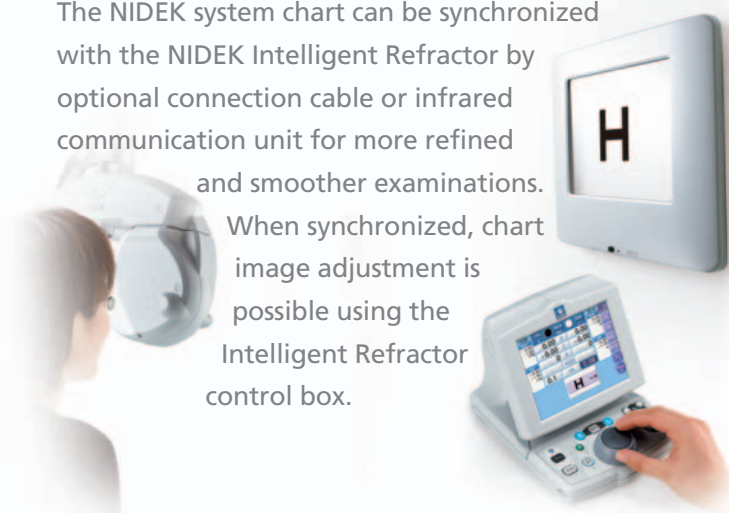 The NIDEK system chart can be synchronized
with the NIDEK Intelligent Refractor by
optional connection cable or infrared
communication unit for more refined
and smoother examinations.
When synchronized, chart
image adjustment is
possible using the
Intelligent Refractor
control box.
H
H